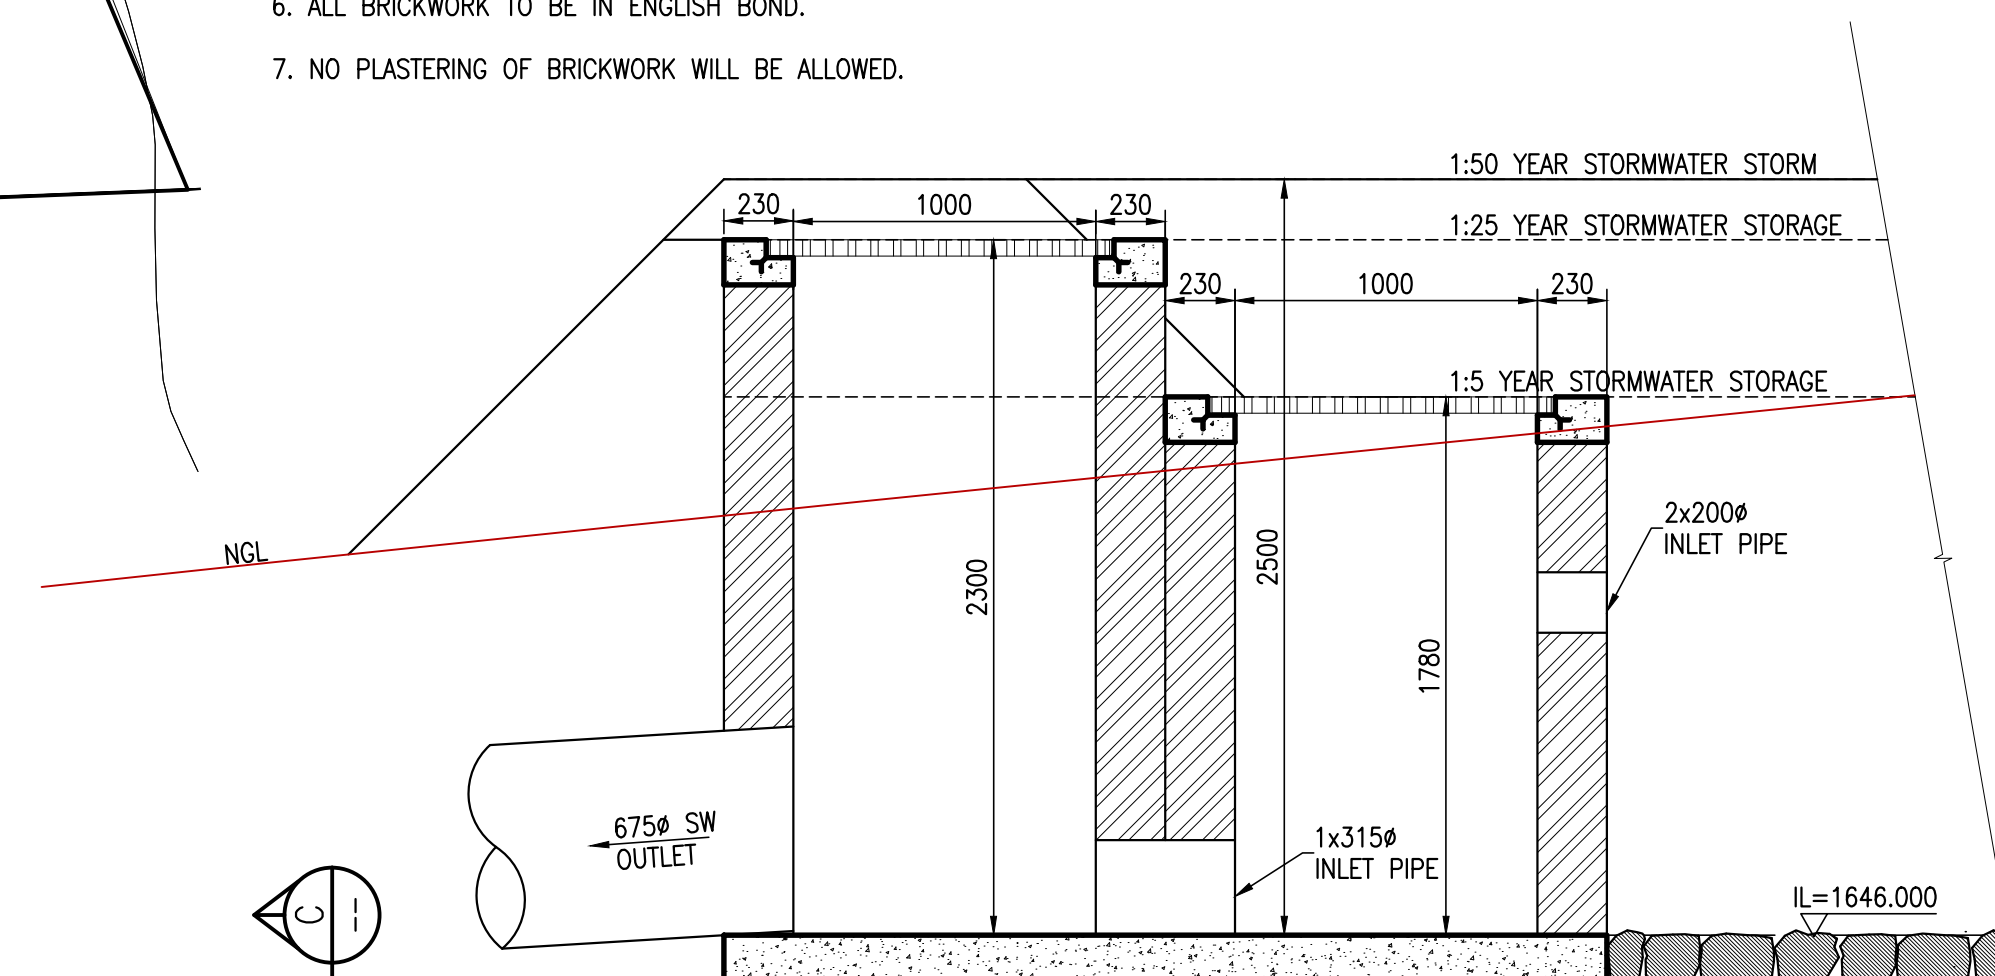 6. ALL BRICKWORK TO BE IN ENGLISH BOND.
7. NO PLASTERING OF BRICKWORK WILL BE ALLOWED.
1:50 YEAR STORMWATER STORM
230
1000
230
1:25 YEAR STORMWATER STORAGE
230
1000
230
1:5 YEAR STORMWATER STORAGE
2x200ø
INLET PIPE
NGL
2300
2500
1780
675ø SW
OUTLET
1x315ø
INLET PIPE
IL=1646.000
C
--